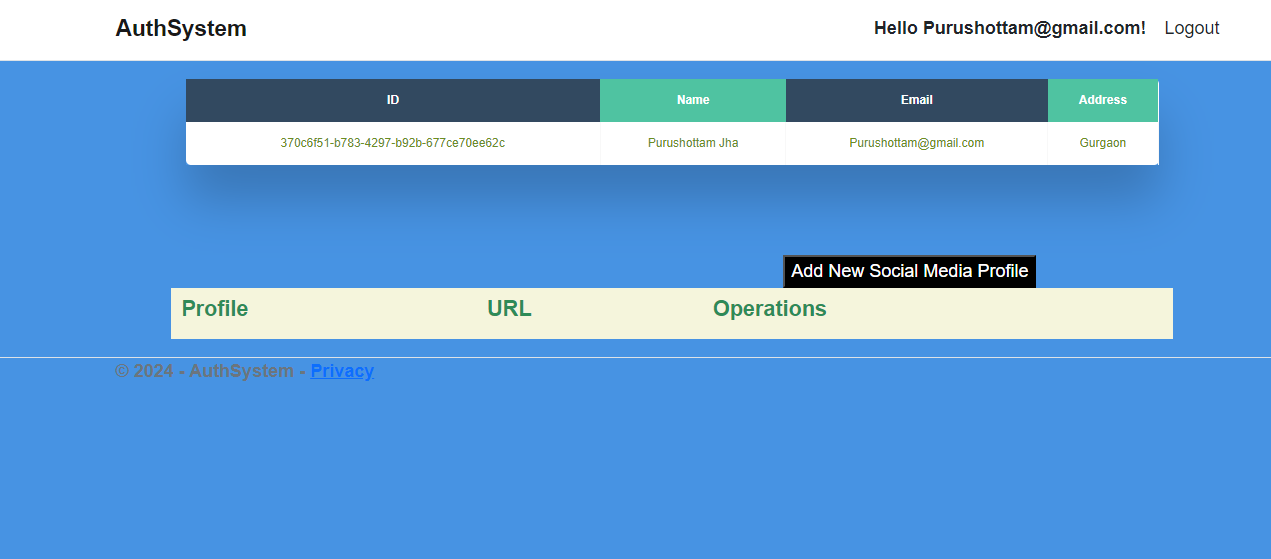 AuthSystem Hello Purushottam@gmail.com! Logout
ID Name Email Address
370c6f51-b783-4297-b92b-677ce70ee62c Purushottam Jha Purushottam@gmail.com Gurgaon
Add New Social Media Profile
Profile URL Operations
© 2024 - AuthSystem - Privacy